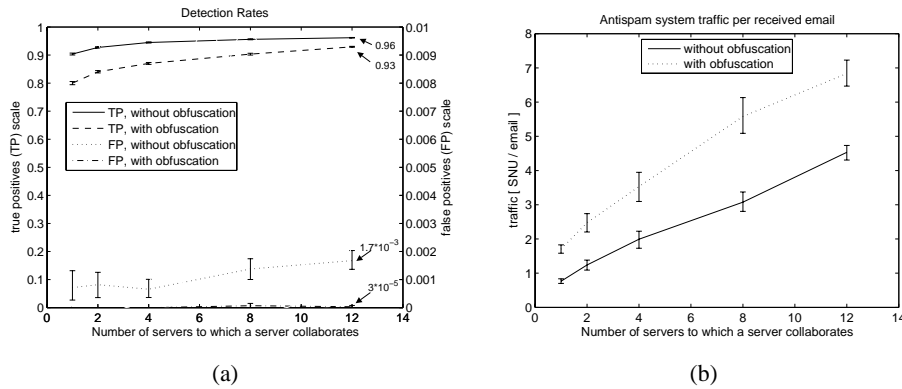 Detection Rates
true positives (TP) scale
1
0.9
0.8
0.7
0.6
0.5
0.4
0.3
0.2
0.1
0
0.01
0.009
0.008
0.007
0.006
0.005
0.004
0.003
0.002
0.001
0
false positives (FP) scale
0.96
0.93
TP, without obfuscation
TP, with obfuscation
FP, without obfuscation
FP, with obfuscation
1.7*10⁻³
3*10⁻⁵
0 2 4 6 8 10 12 14
Number of servers to which a server collaborates
(a)
Antispam system traffic per received email
traffic [ SNU / email ]
8
7
6
5
4
3
2
1
0
without obfuscation
with obfuscation
0 2 4 6 8 10 12 14
Number of servers to which a server collaborates
(b)